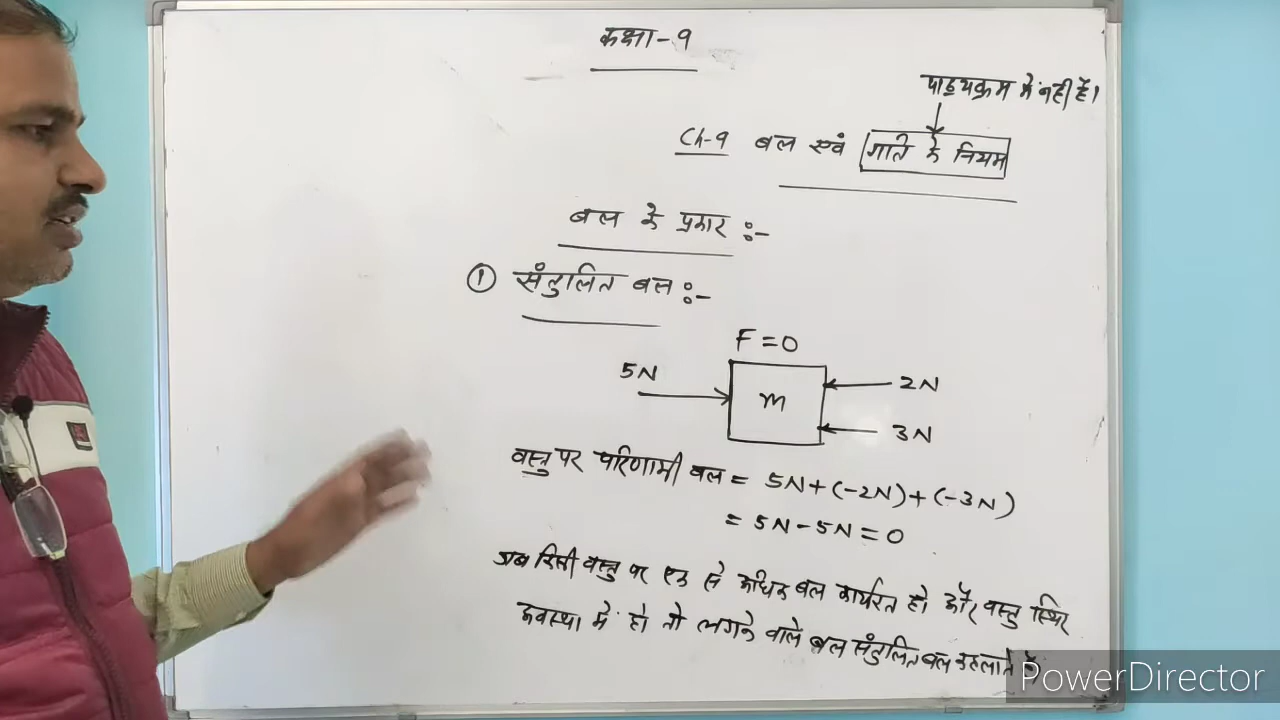 कक्षा-९
पाठ्यक्रम में नही है।
Ch-९ बल एवं गति के नियम
बल के प्रकार :-
① संतुलित बल :-
F = 0
5N
m
2N
3N
वस्तु पर परिणामी बल = 5N + (-2N) + (-3N)
= 5N - 5N = 0
जब किसी वस्तु पर एक से अधिक बल कार्यरत हो और वस्तु स्थिर
अवस्था में हो तो लगने वाले बल संतुलित बल कहलाते हैं
PowerDirector